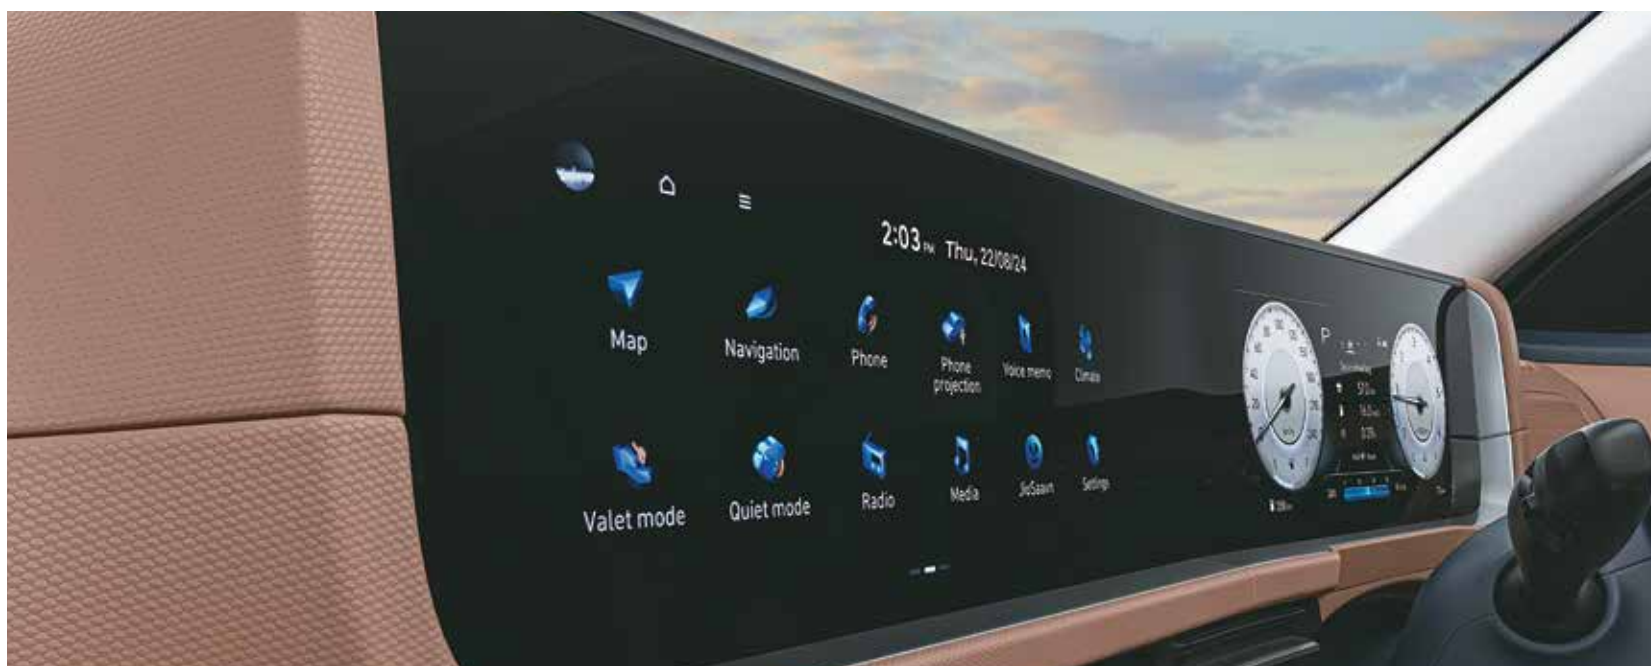 2:03 PM Thu, 22/08/24
Map
Navigation
Phone
Phone
projection
Voice memo
Climate
Valet mode
Quiet mode
Radio
Media
JioSaavn
Settings
P